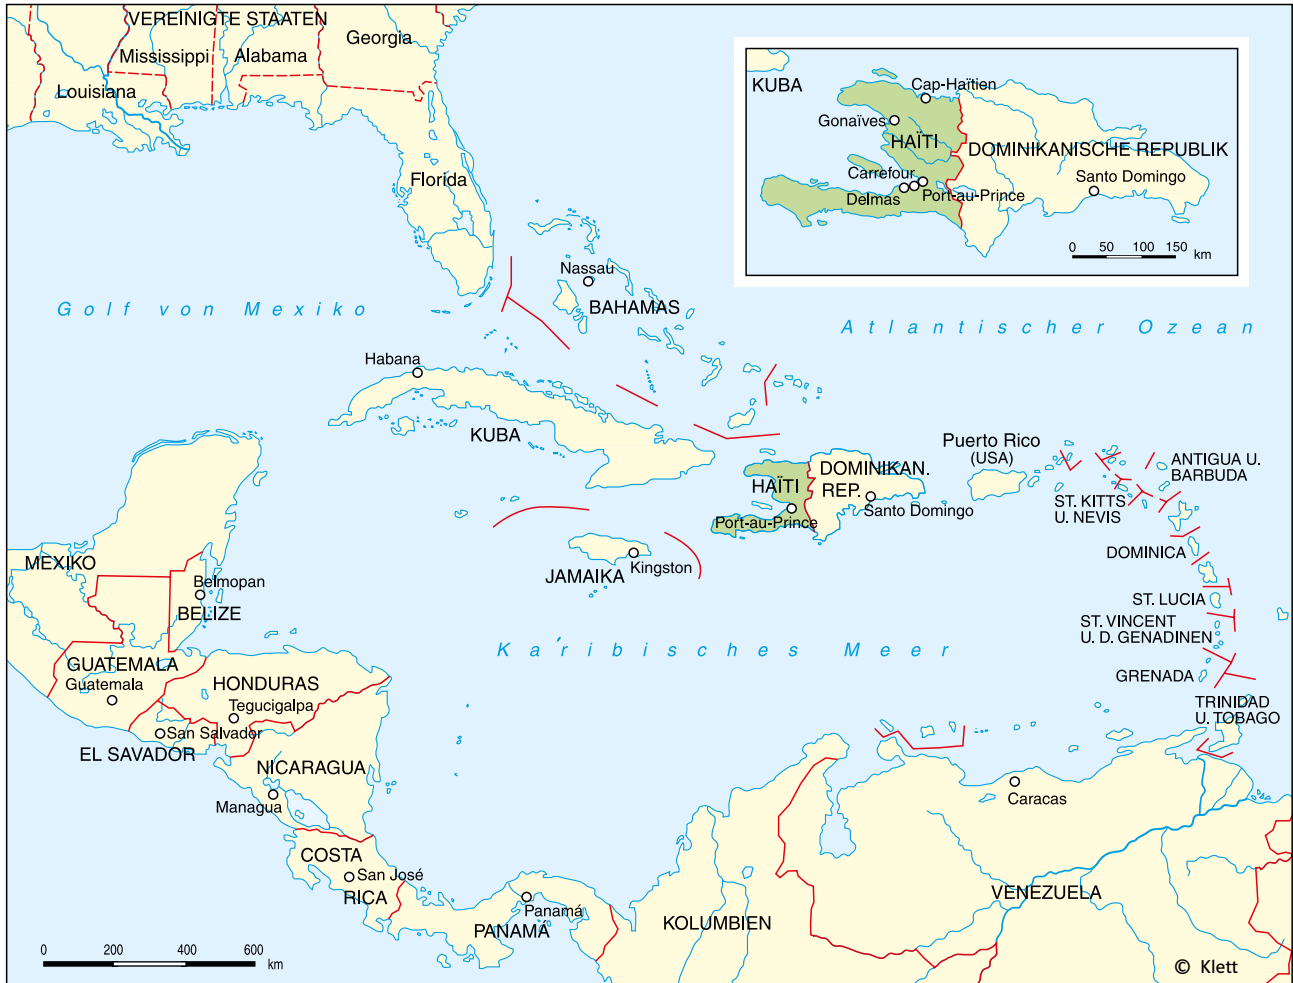 VEREINIGTE STAATEN
Georgia
Mississippi
Alabama
Louisiana
Florida
KUBA
Cap-Haïtien
Gonaïves
HAÏTI
DOMINIKANISCHE REPUBLIK
Carrefour
Santo Domingo
Delmas
Port-au-Prince
0 50 100 150 km
Nassau
BAHAMAS
Golf von Mexiko
Atlantischer Ozean
Habana
KUBA
Puerto Rico
(USA)
DOMINIKAN.
REP.
HAÏTI
Santo Domingo
Port-au-Prince
ANTIGUA U.
BARBUDA
ST. KITTS
U. NEVIS
DOMINICA
JAMAIKA
Kingston
MEXIKO
Belmopan
BELIZE
ST. LUCIA
ST. VINCENT
U. D. GENADINEN
Karibisches Meer
GUATEMALA
Guatemala
HONDURAS
Tegucigalpa
GRENADA
TRINIDAD
U. TOBAGO
San Salvador
EL SAVADOR
NICARAGUA
Managua
Caracas
COSTA
RICA
San José
Panamá
PANAMÁ
KOLUMBIEN
VENEZUELA
0 200 400 600 km
© Klett